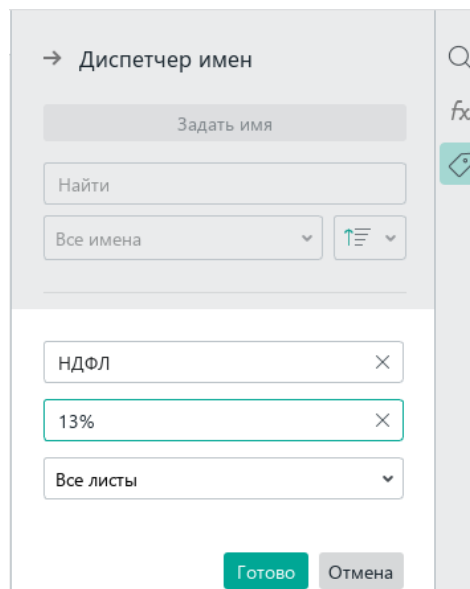 Диспетчер имен
Задать имя
Найти
Все имена
НДФЛ
13%
Все листы
Готово Отмена